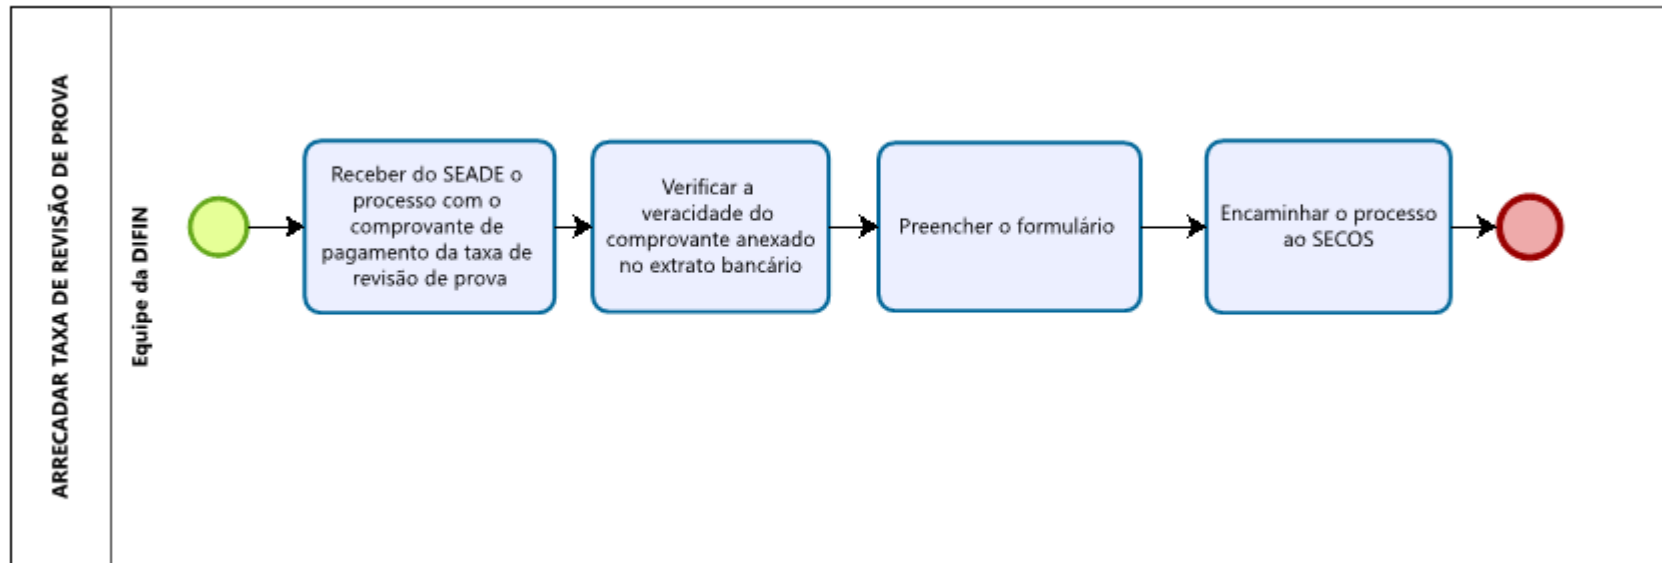 ARRECADAR TAXA DE REVISÃO DE PROVA
Equipe da DIFIN
Receber do SEADE o
processo com o
comprovante de
pagamento da taxa de
revisão de prova
Verificar a
veracidade do
comprovante anexado
no extrato bancário
Preencher o formulário
Encaminhar o processo
ao SECOS